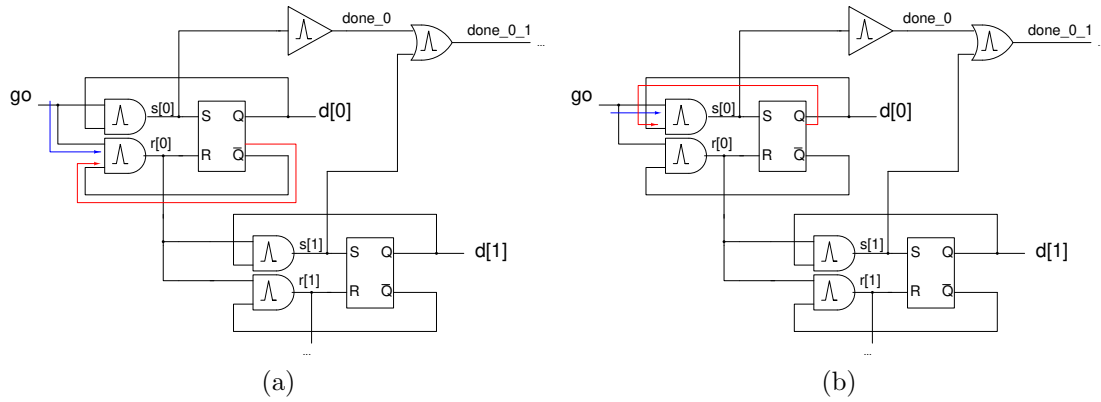 done_0
done_0_1
...
go
s[0]
S
Q
d[0]
r[0]
R
Q̅
s[1]
S
Q
d[1]
r[1]
R
Q̅
...
(a)
done_0
done_0_1
..
go
s[0]
S
Q
d[0]
r[0]
R
Q̅
s[1]
S
Q
d[1]
r[1]
R
Q̅
...
(b)